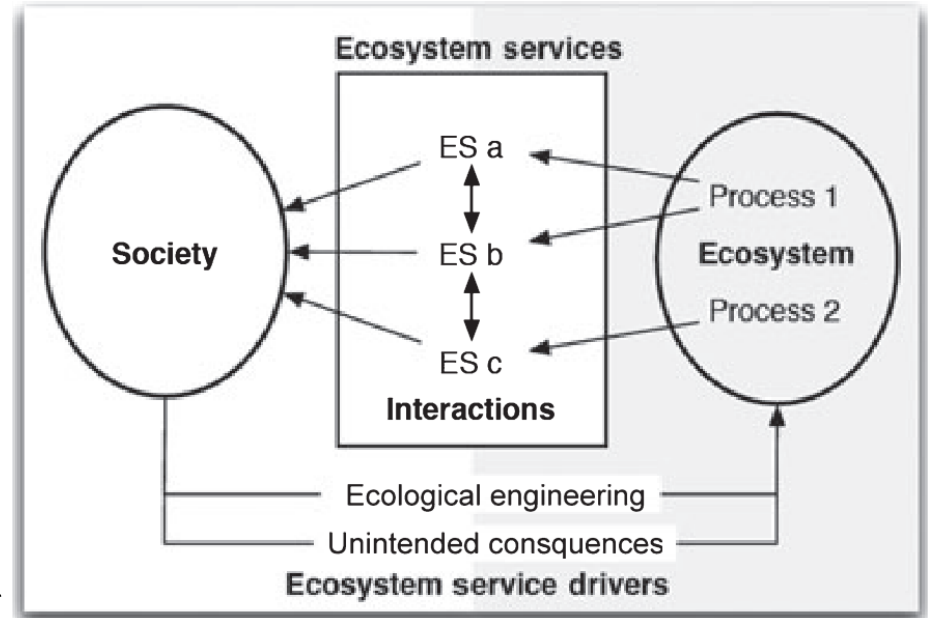 Ecosystem services
ES a
Process 1
Society
ES b
Ecosystem
Process 2
ES c
Interactions
Ecological engineering
Unintended consquences
Ecosystem service drivers